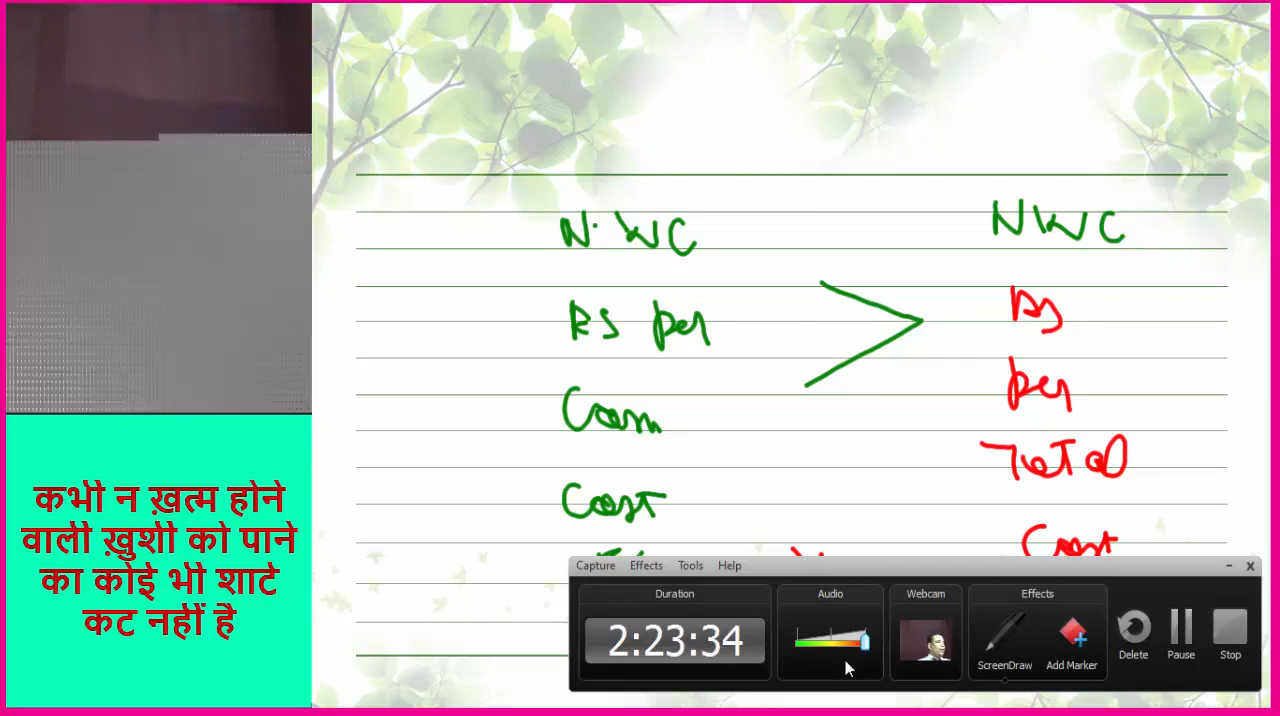 N.WC
NWC
RS per
RS
per
Com
Total
Cost
Cost
कभी न ख़त्म होने
वाली ख़ुशी को पाने
का कोई भी शार्ट
कट नहीं है
Capture Effects Tools Help
Duration Audio Webcam Effects
2:23:34
ScreenDraw Add Marker Delete Pause Stop